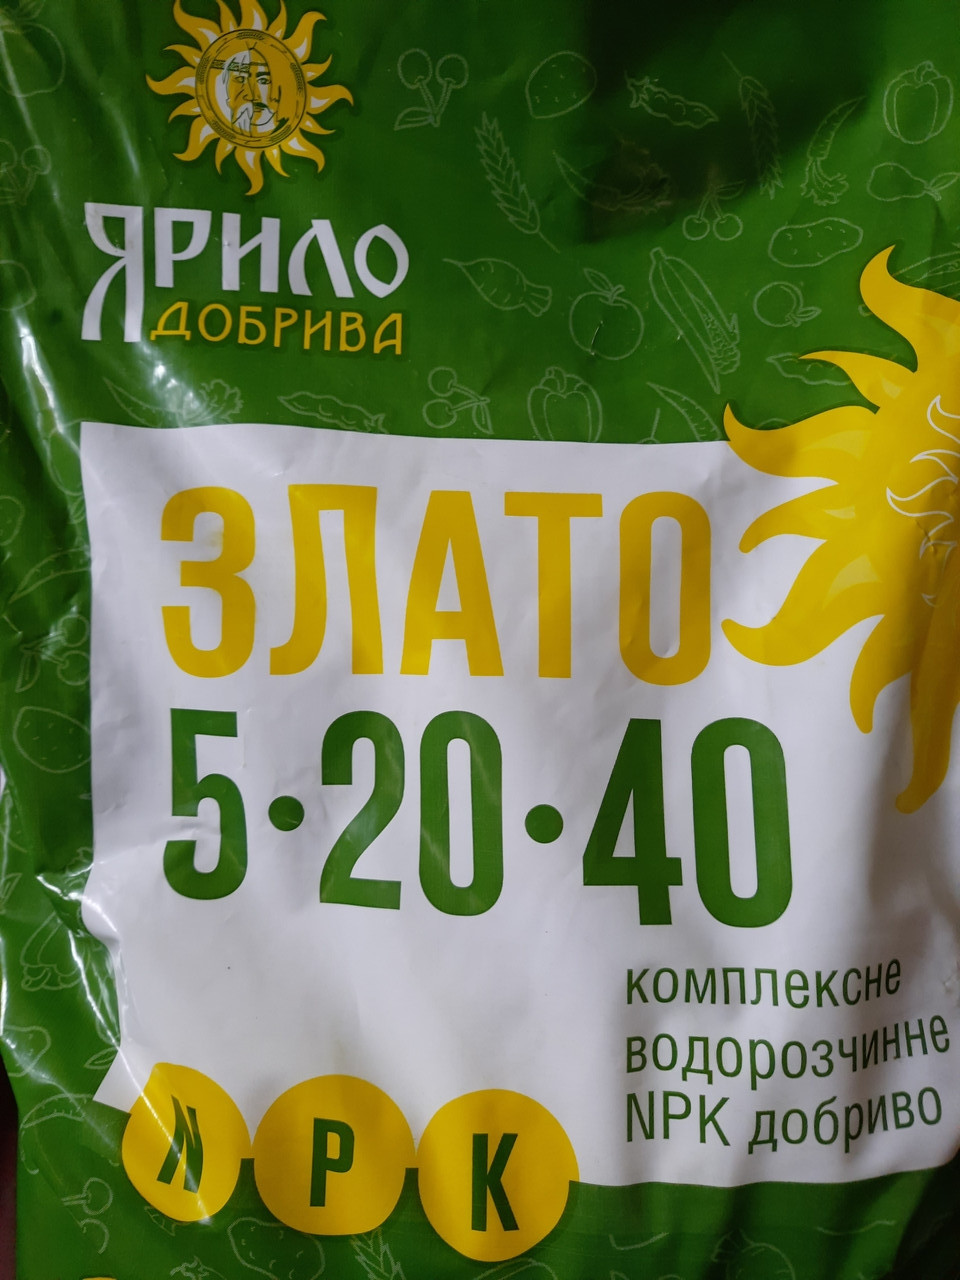 ЯРИЛО
ДОБРИВА
ЗЛАТО
5·20·40
комплексне
водорозчинне
NPK добриво
N P K